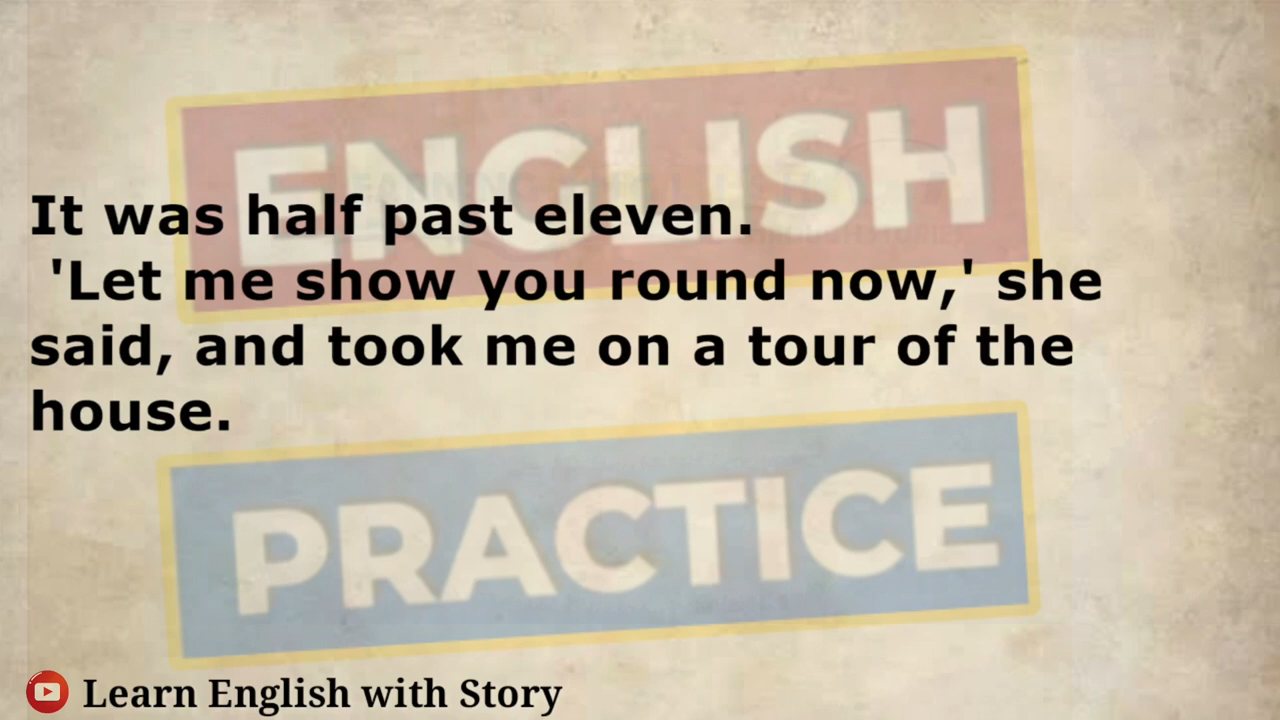 ENGLISH
It was half past eleven.
'Let me show you round now,' she
said, and took me on a tour of the
house.
PRACTICE
Learn English with Story